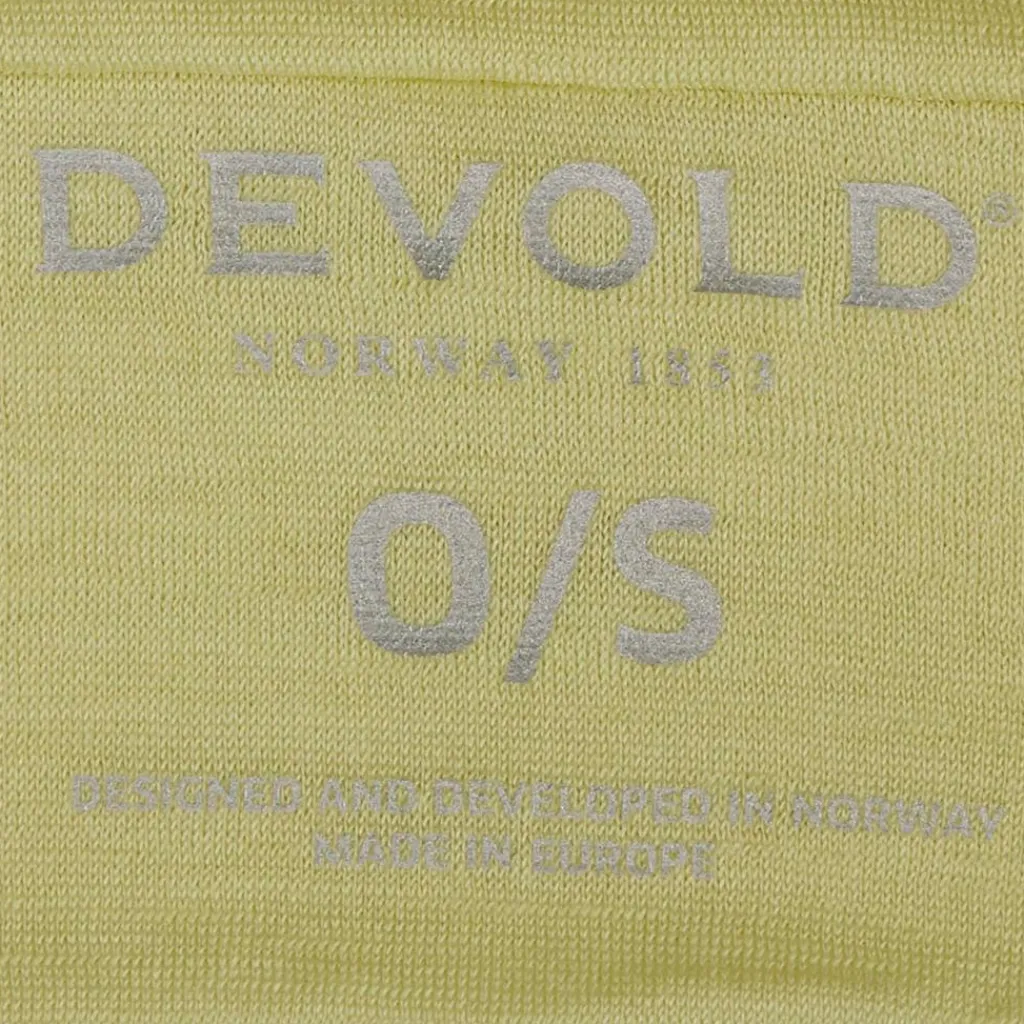 DEVOLD®
NORWAY 1853
O/S
DESIGNED AND DEVELOPED IN NORWAY
MADE IN EUROPE